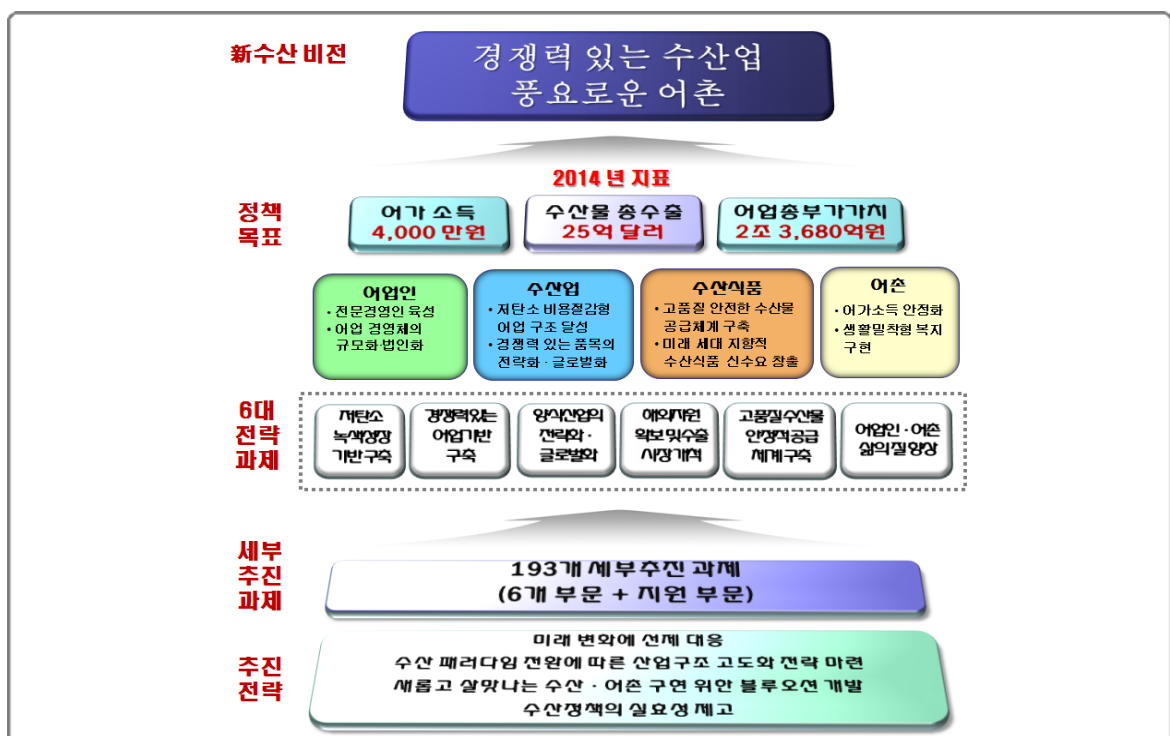 新수산 비전
경쟁력 있는 수산업
풍요로운 어촌
2014 년 지표
정책
목표
어가 소득
4,000 만원
수산물 총수출
25억 달러
어업총부가가치
2조 3,680억원
어업인
• 전문경영인 육성
• 어업 경영체의
규모화·법인화
수산업
• 저탄소 비용절감형
어업 구조 달성
• 경쟁력 있는 품목의
전략화 · 글로벌화
수산식품
• 고품질 안전한 수산물
공급체계 구축
• 미래 세대 지향적
수산식품 신수요 창출
어촌
• 어가소득 안정화
• 생활밀착형 복지
구현
6대
전략
과제
저탄소
녹색성장
기반구축
경쟁력있는
어업기반
구축
양식산업의
전략화 ·
글로벌화
해외자원
확보및수출
시장개척
고품질수산물
안정적공급
체계구축
어업인 · 어촌
삶의질향상
세부
추진
과제
193개 세부추진 과제
(6개 부문 + 지원 부문)
추진
전략
미래 변화에 선제 대응
수산 패러다임 전환에 따른 산업구조 고도화 전략 마련
새롭고 살맛나는 수산 · 어촌 구현 위한 블루오션 개발
수산정책의 실효성 제고